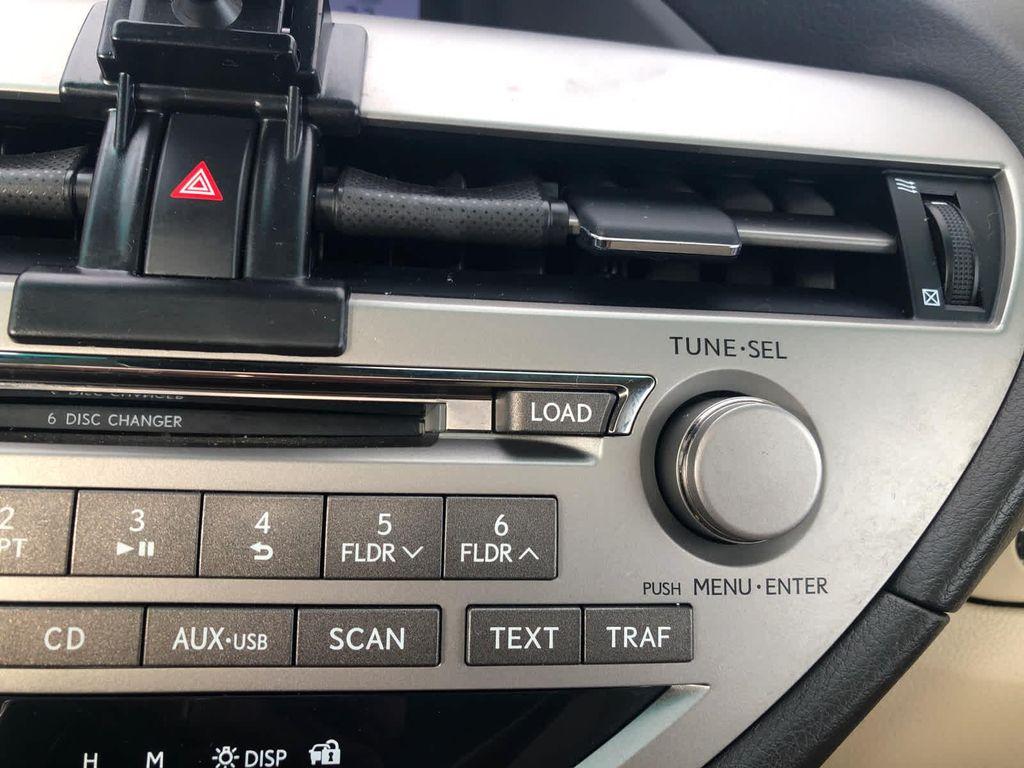 TUNE•SEL
LOAD
6 DISC CHANGER
2 3 4 5 6
PT FLDR FLDR
PUSH MENU•ENTER
CD AUX•USB SCAN TEXT TRAF
H M DISP